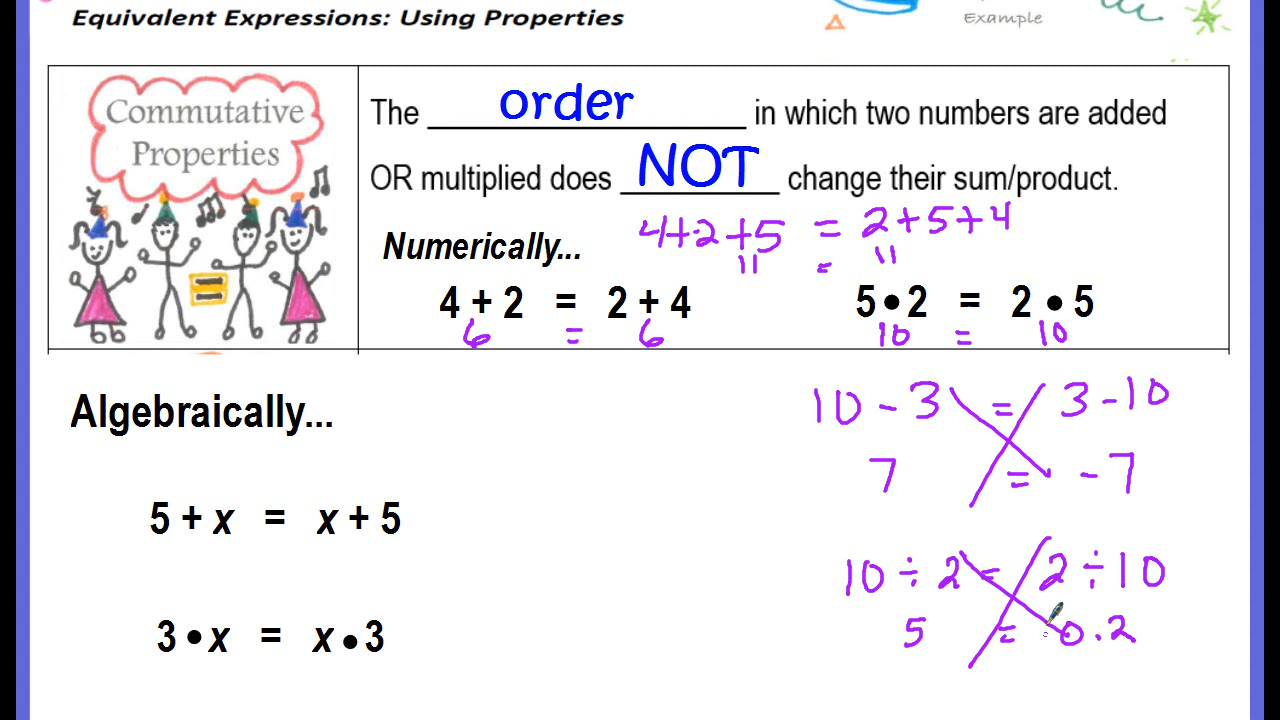 Equivalent Expressions: Using Properties
Example
Commutative
Properties
The order in which two numbers are added
OR multiplied does NOT change their sum/product.
Numerically...
4+2+5 = 2+5+4
11 = 11
4 + 2 = 2 + 4
6 = 6
5 • 2 = 2 • 5
10 = 10
Algebraically...
5 + x = x + 5
3 • x = x • 3
10 - 3 = 3 - 10
7 = -7
10 ÷ 2 = 2 ÷ 10
5 = 0.2